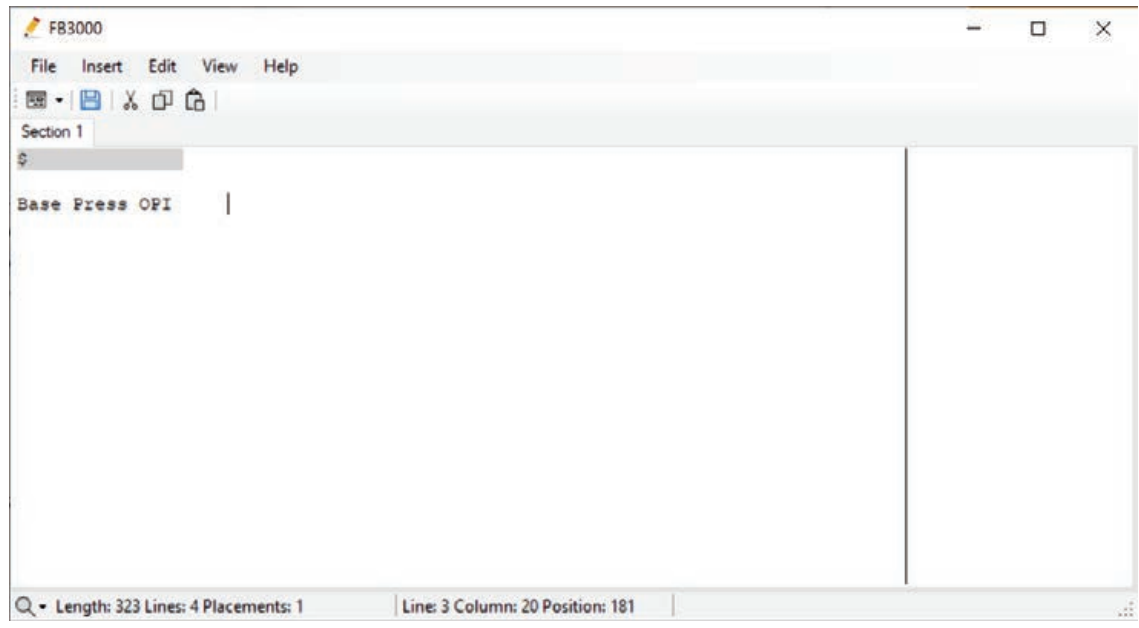 FB3000
File Insert Edit View Help
Section 1
$
Base Press OPI
Length: 323 Lines: 4 Placements: 1 Line: 3 Column: 20 Position: 181